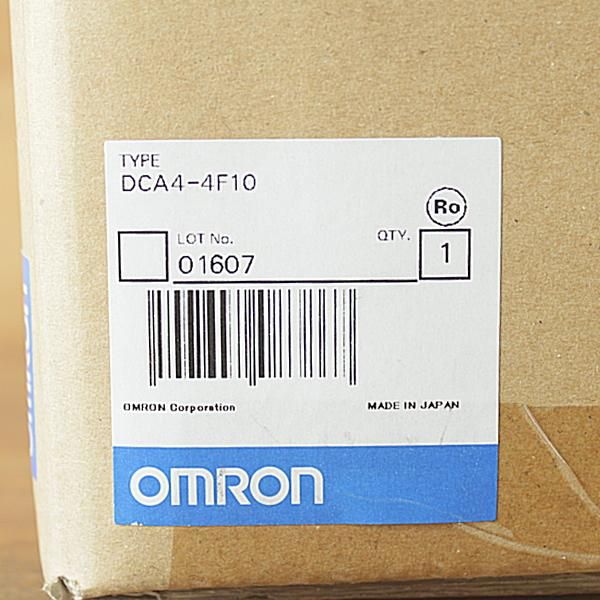 TYPE
DCA4-4F10
Ro
LOT No.
QTY.
01607
1
OMRON Corporation
MADE IN JAPAN
OMRON